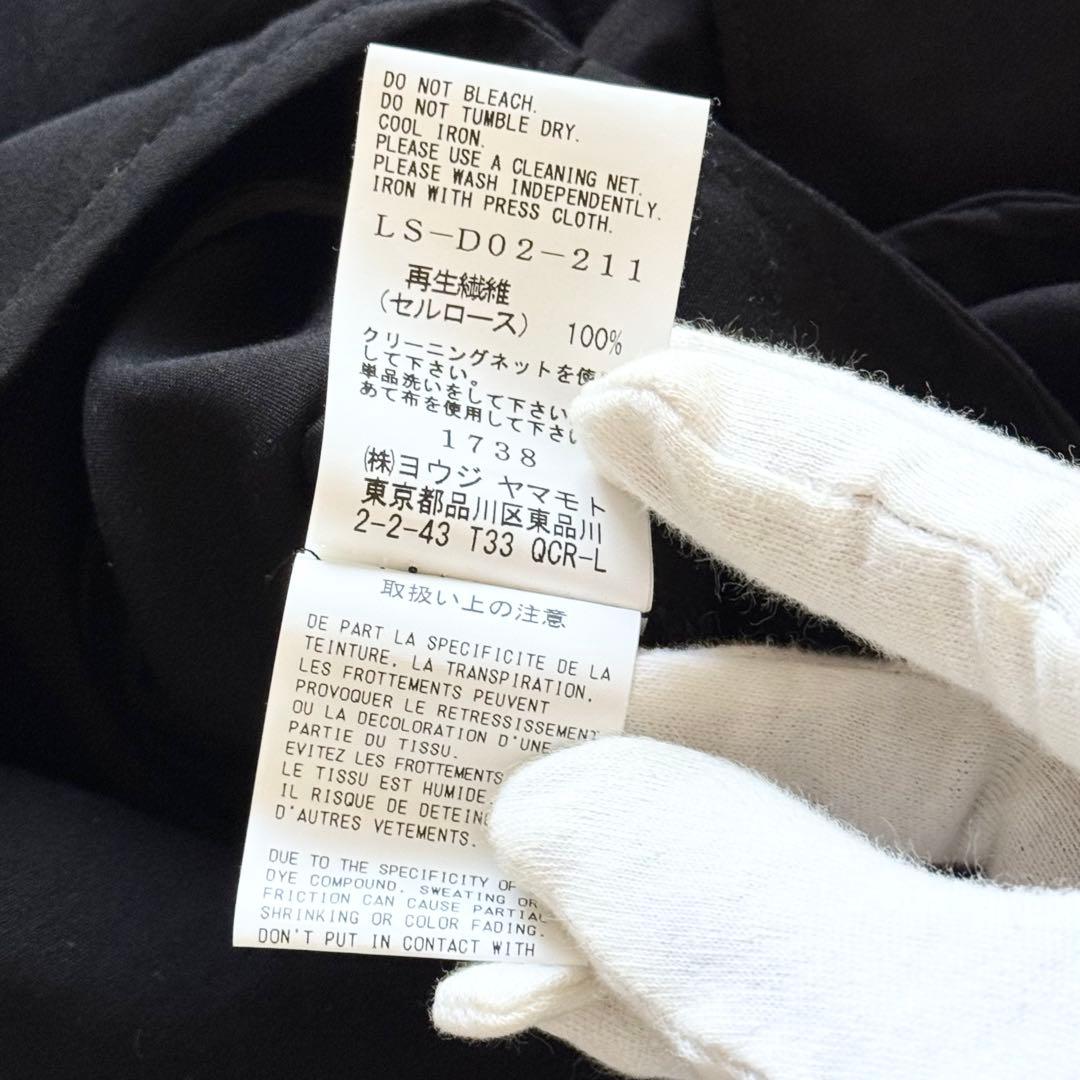 DO NOT BLEACH.
DO NOT TUMBLE DRY.
COOL IRON.
PLEASE USE A CLEANING NET.
PLEASE WASH INDEPENDENTLY.
IRON WITH PRESS CLOTH.
LS-D02-211
再生繊維
(セルロース) 100%
クリーニングネットを使
して下さい。
単品洗いをして下さい
あて布を使用して下さい
1738
(株)ヨウジ ヤマモト
東京都品川区東品川
2-2-43 T33 QCR-L
取扱い上の注意
DE PART LA SPECIFICITE DE LA
TEINTURE, LA TRANSPIRATION,
LES FROTTEMENTS PEUVENT
PROVOQUER LE RETRESSISSEMENT
OU LA DECOLORATION D'UNE
PARTIE DU TISSU.
EVITEZ LES FROTTEMENTS
LE TISSU EST HUMIDE,
IL RISQUE DE DETEIN
D'AUTRES VETEMENTS.
DUE TO THE SPECIFICITY OF
DYE COMPOUND, SWEATING OR
FRICTION CAN CAUSE PARTIAL
SHRINKING OR COLOR FADING.
DON'T PUT IN CONTACT WITH